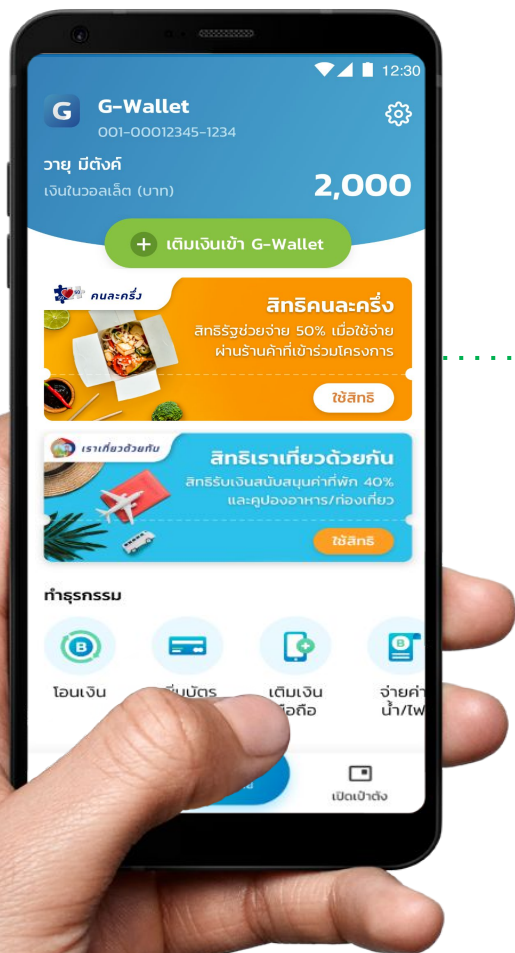 12:30
G
G-Wallet
001-00012345-1234
วายุ มีตังค์
เงินในวอลเล็ต (บาท)
2,000
+ เติมเงินเข้า G-Wallet
คนละครึ่ง
สิทธิคนละครึ่ง
สิทธิรัฐช่วยจ่าย 50% เมื่อใช้จ่าย
ผ่านร้านค้าที่เข้าร่วมโครงการ
ใช้สิทธิ
เราเที่ยวด้วยกัน
สิทธิเราเที่ยวด้วยกัน
สิทธิรับเงินสนับสนุนค่าที่พัก 40%
และคูปองอาหาร/ท่องเที่ยว
ใช้สิทธิ
ทำธุรกรรม
โอนเงิน
เติมเงิน
จ่ายค่า
น้ำ/ไฟ
เปิดเป๋าตัง